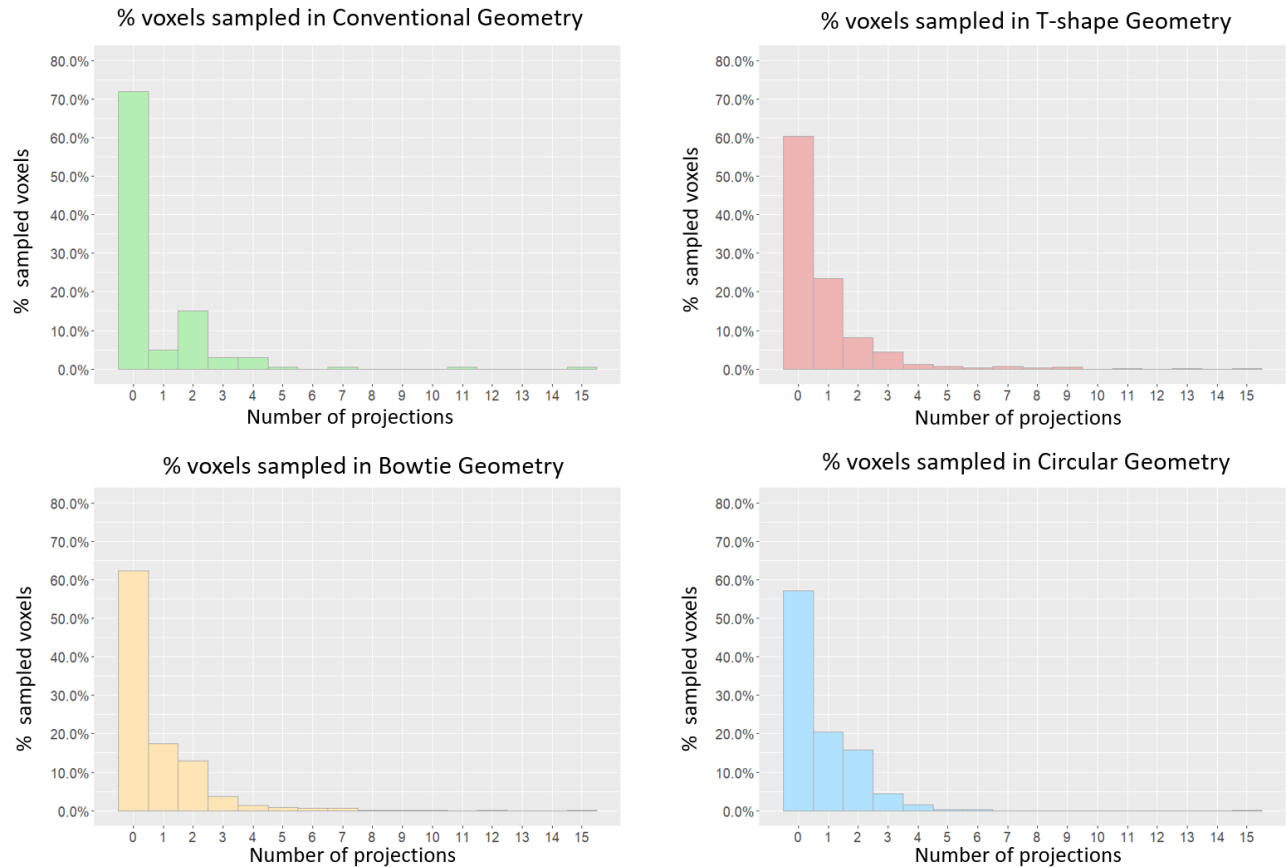 % voxels sampled in Conventional Geometry
80.0%
70.0%
60.0%
50.0%
40.0%
30.0%
20.0%
10.0%
0.0%
% sampled voxels
0 1 2 3 4 5 6 7 8 9 10 11 12 13 14 15
Number of projections
% voxels sampled in T-shape Geometry
80.0%
70.0%
60.0%
50.0%
40.0%
30.0%
20.0%
10.0%
0.0%
% sampled voxels
0 1 2 3 4 5 6 7 8 9 10 11 12 13 14 15
Number of projections
% voxels sampled in Bowtie Geometry
80.0%
70.0%
60.0%
50.0%
40.0%
30.0%
20.0%
10.0%
0.0%
% sampled voxels
0 1 2 3 4 5 6 7 8 9 10 11 12 13 14 15
Number of projections
% voxels sampled in Circular Geometry
80.0%
70.0%
60.0%
50.0%
40.0%
30.0%
20.0%
10.0%
0.0%
% sampled voxels
0 1 2 3 4 5 6 7 8 9 10 11 12 13 14 15
Number of projections